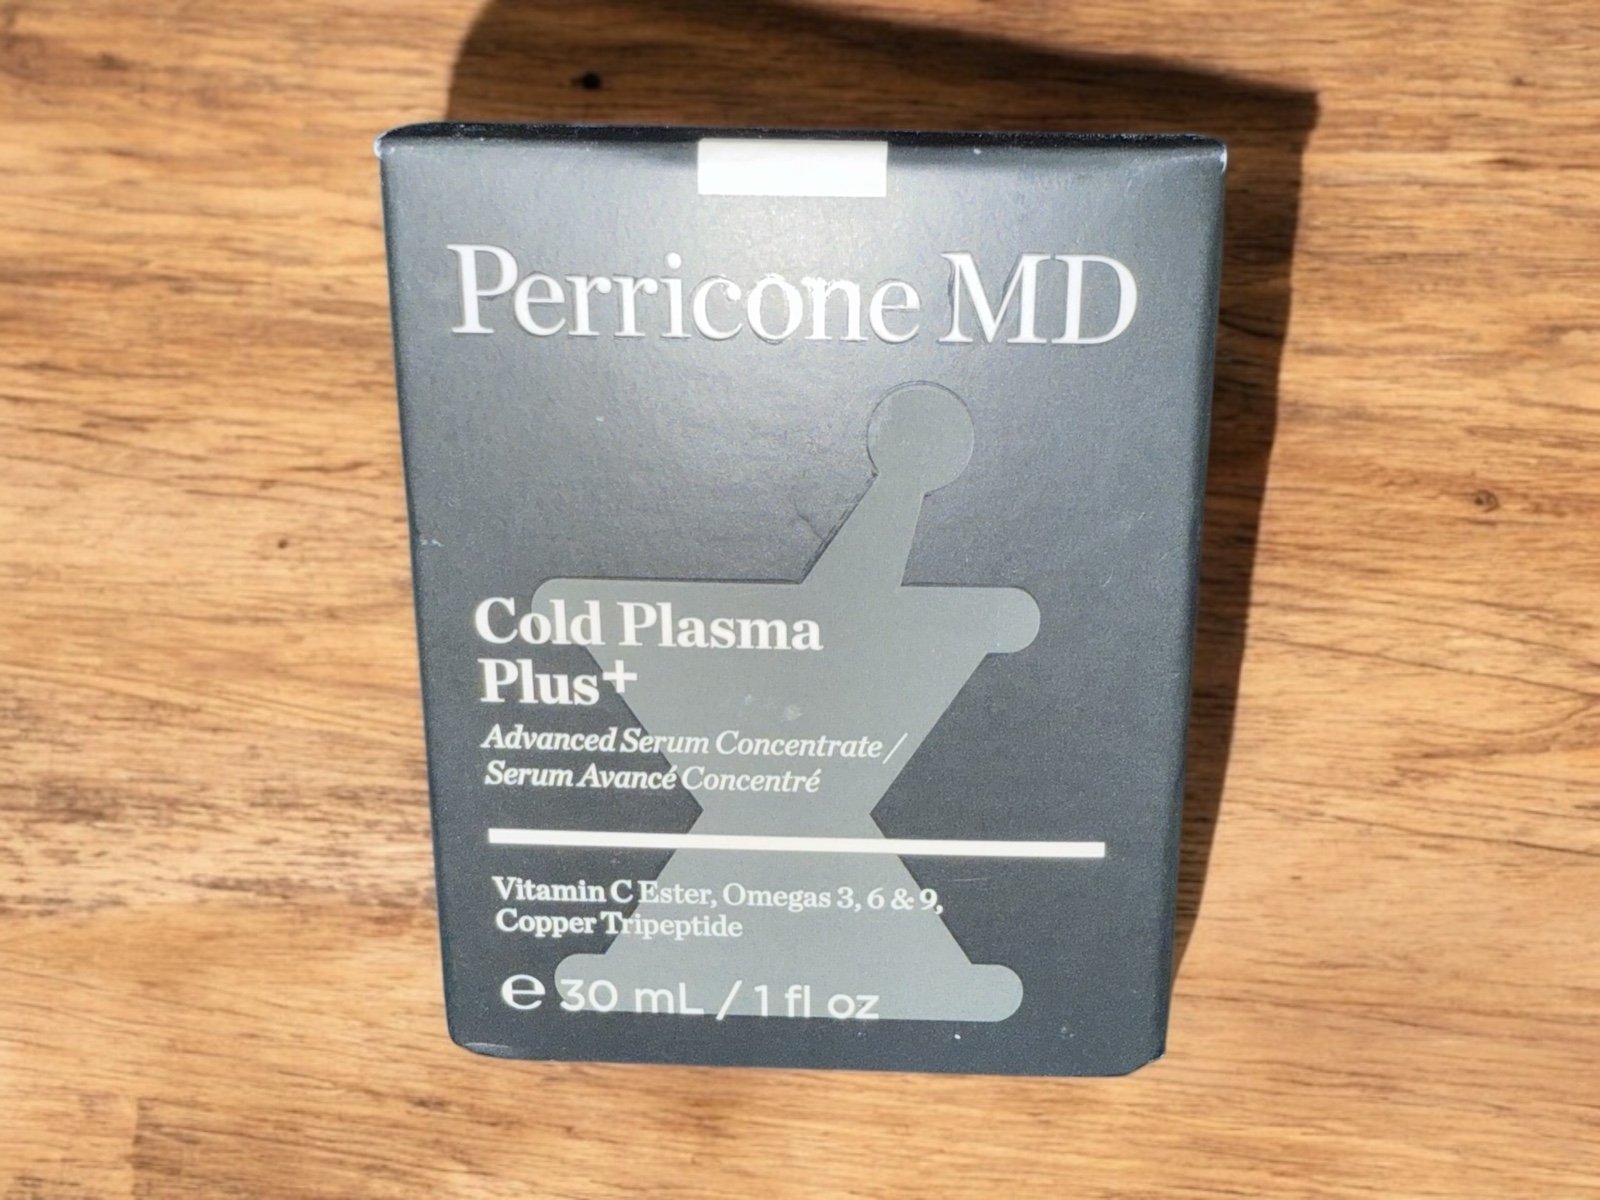 Perricone MD
Cold Plasma
Plus+
Advanced Serum Concentrate /
Serum Avancé Concentré
Vitamin C Ester, Omegas 3, 6 & 9,
Copper Tripeptide
℮ 30 mL / 1 fl oz